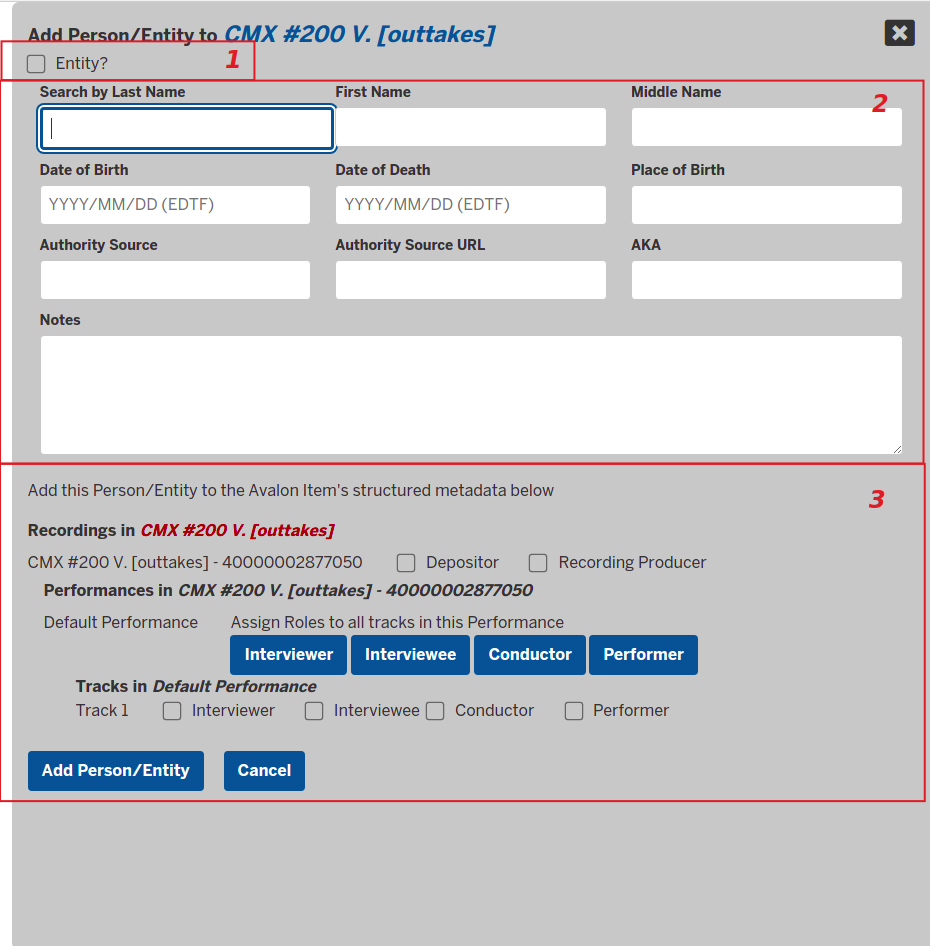 Add Person/Entity to CMX #200 V. [outtakes]
Entity? 1
Search by Last Name First Name Middle Name 2
Date of Birth Date of Death Place of Birth
YYYY/MM/DD (EDTF) YYYY/MM/DD (EDTF)
Authority Source Authority Source URL AKA
Notes
Add this Person/Entity to the Avalon Item's structured metadata below 3
Recordings in CMX #200 V. [outtakes]
CMX #200 V. [outtakes] - 40000002877050 Depositor Recording Producer
Performances in CMX #200 V. [outtakes] - 40000002877050
Default Performance Assign Roles to all tracks in this Performance
Interviewer Interviewee Conductor Performer
Tracks in Default Performance
Track 1 Interviewer Interviewee Conductor Performer
Add Person/Entity Cancel